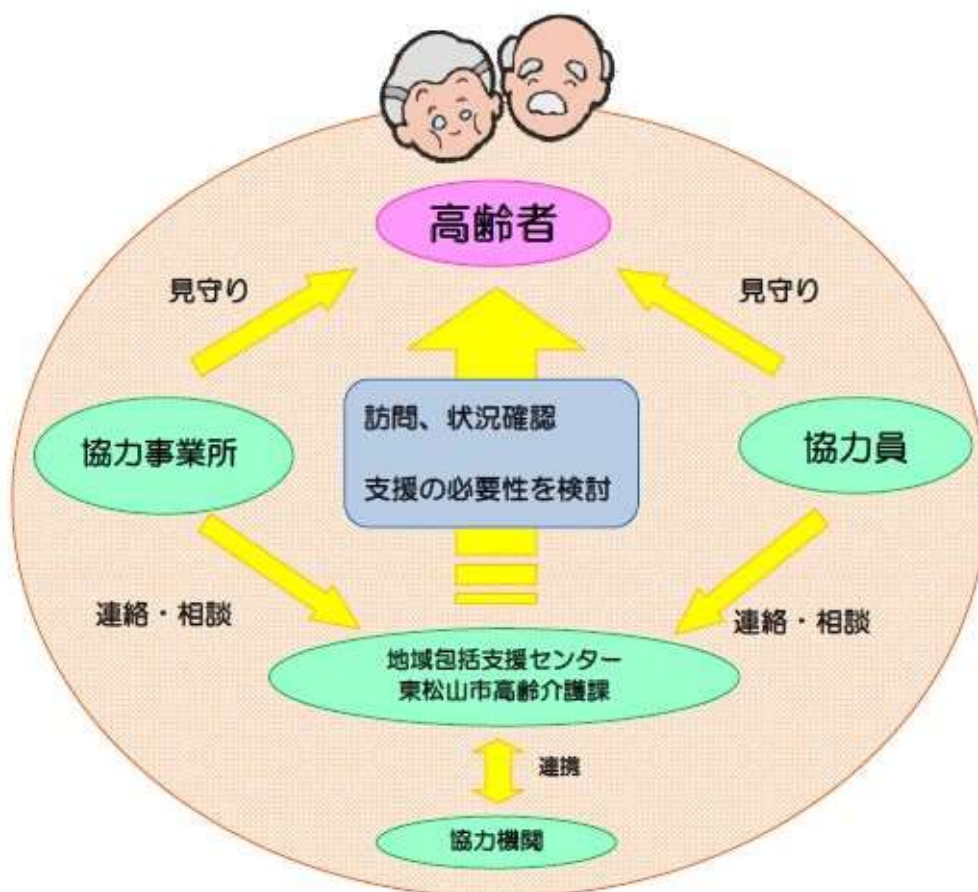 高齢者
見守り
見守り
訪問、状況確認
支援の必要性を検討
協力事業所
協力員
連絡・相談
連絡・相談
地域包括支援センター
東松山市高齢介護課
連携
協力機関